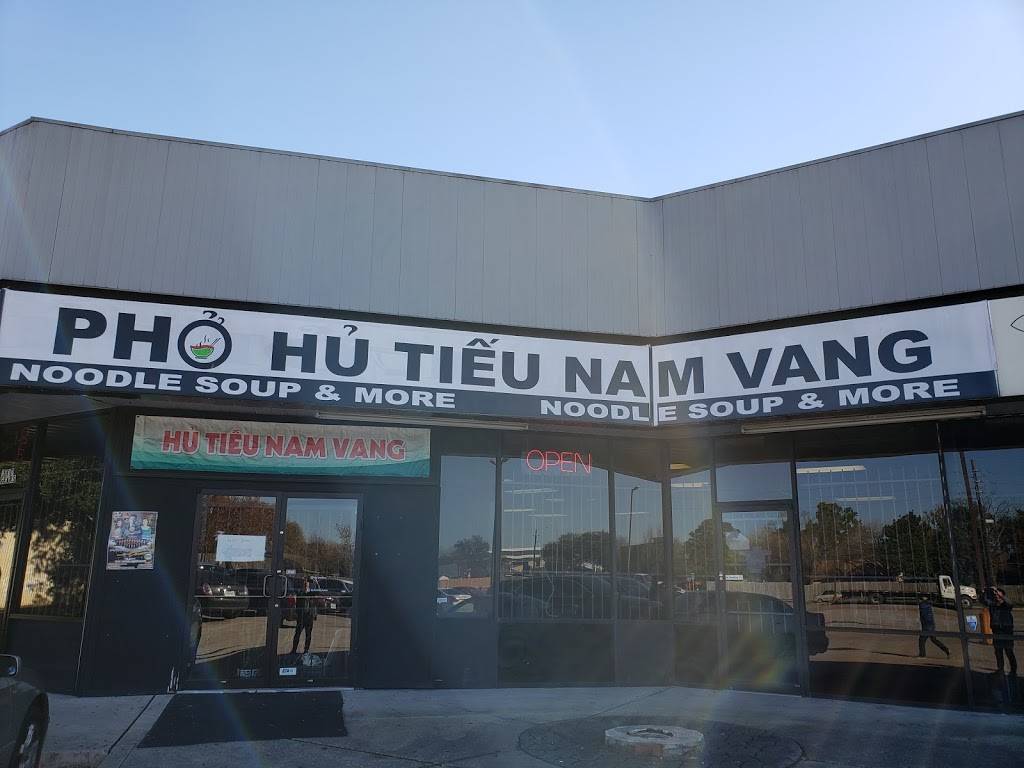 PHỞ HỦ TIẾU NAM VANG
NOODLE SOUP & MORE NOODLE SOUP & MORE
HỦ TIẾU NAM VANG
OPEN